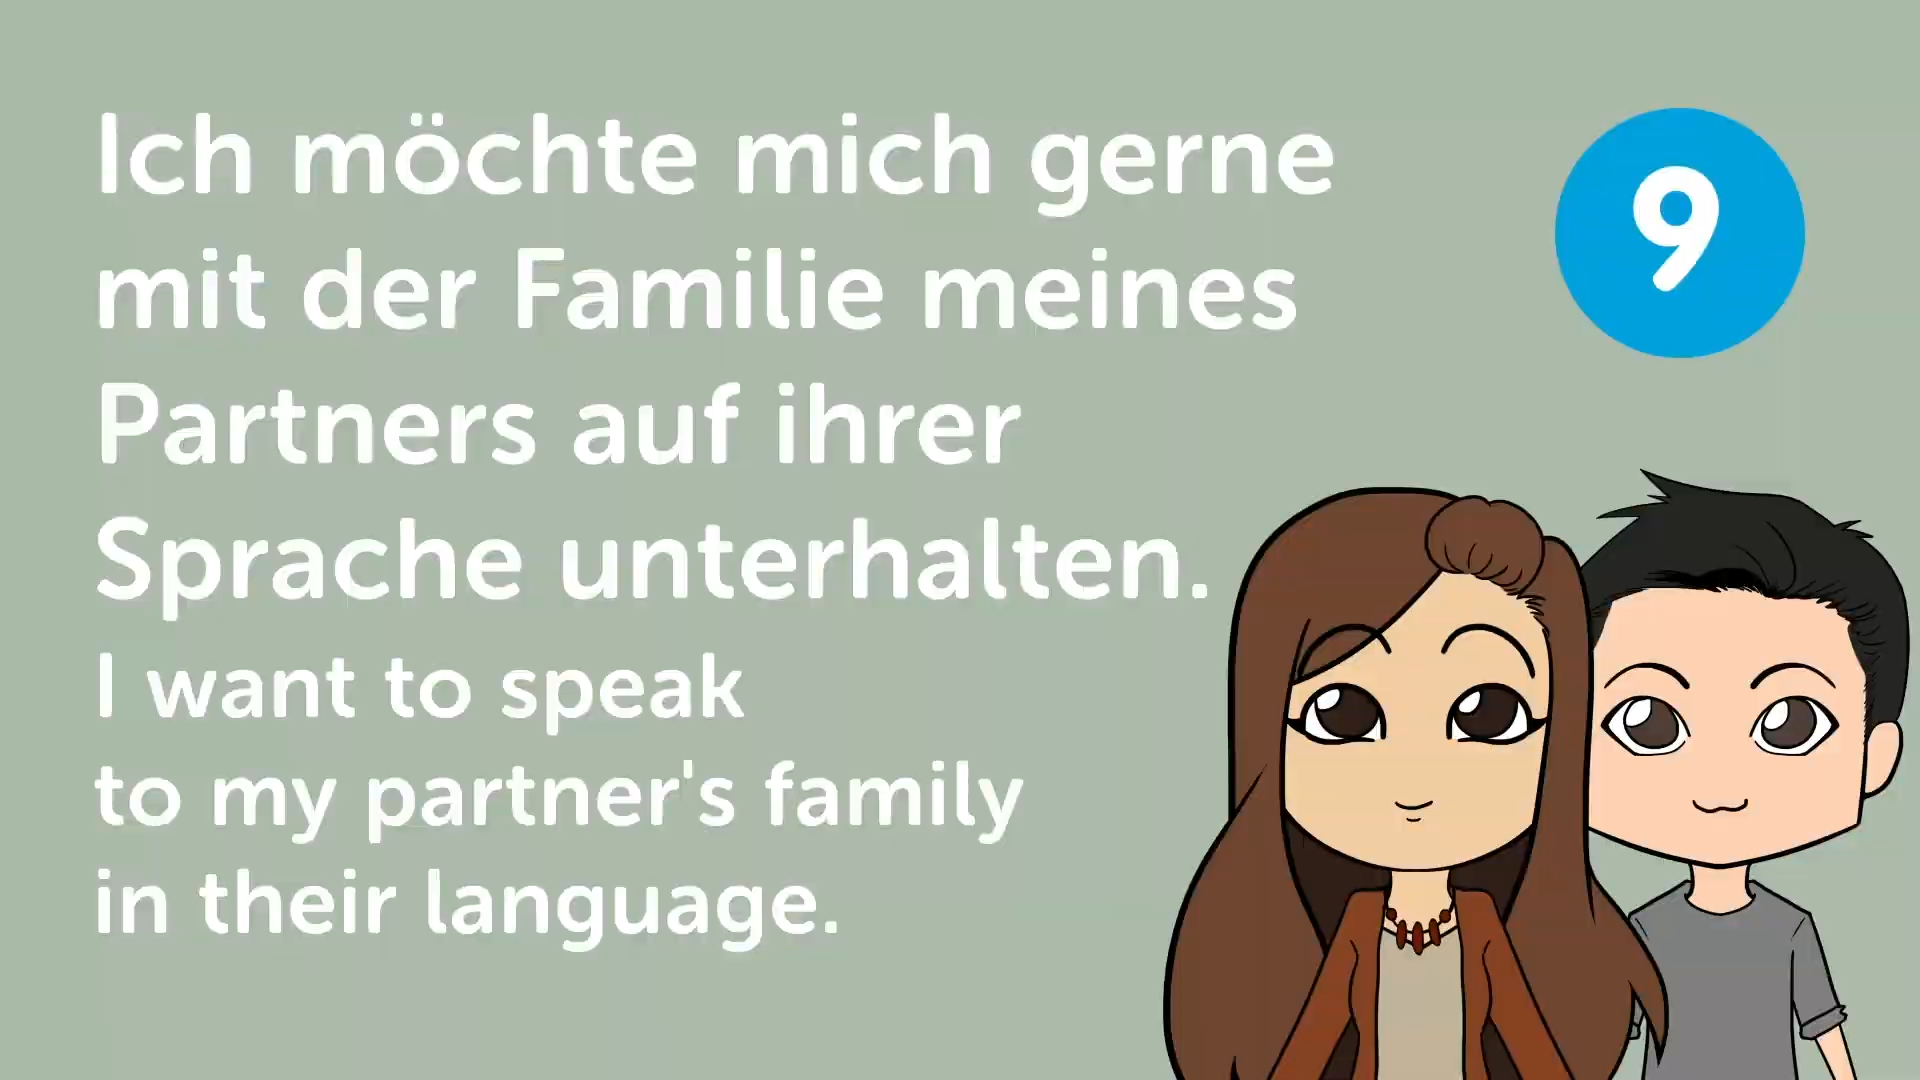 Ich möchte mich gerne
mit der Familie meines
Partners auf ihrer
Sprache unterhalten.
I want to speak
to my partner's family
in their language.
9